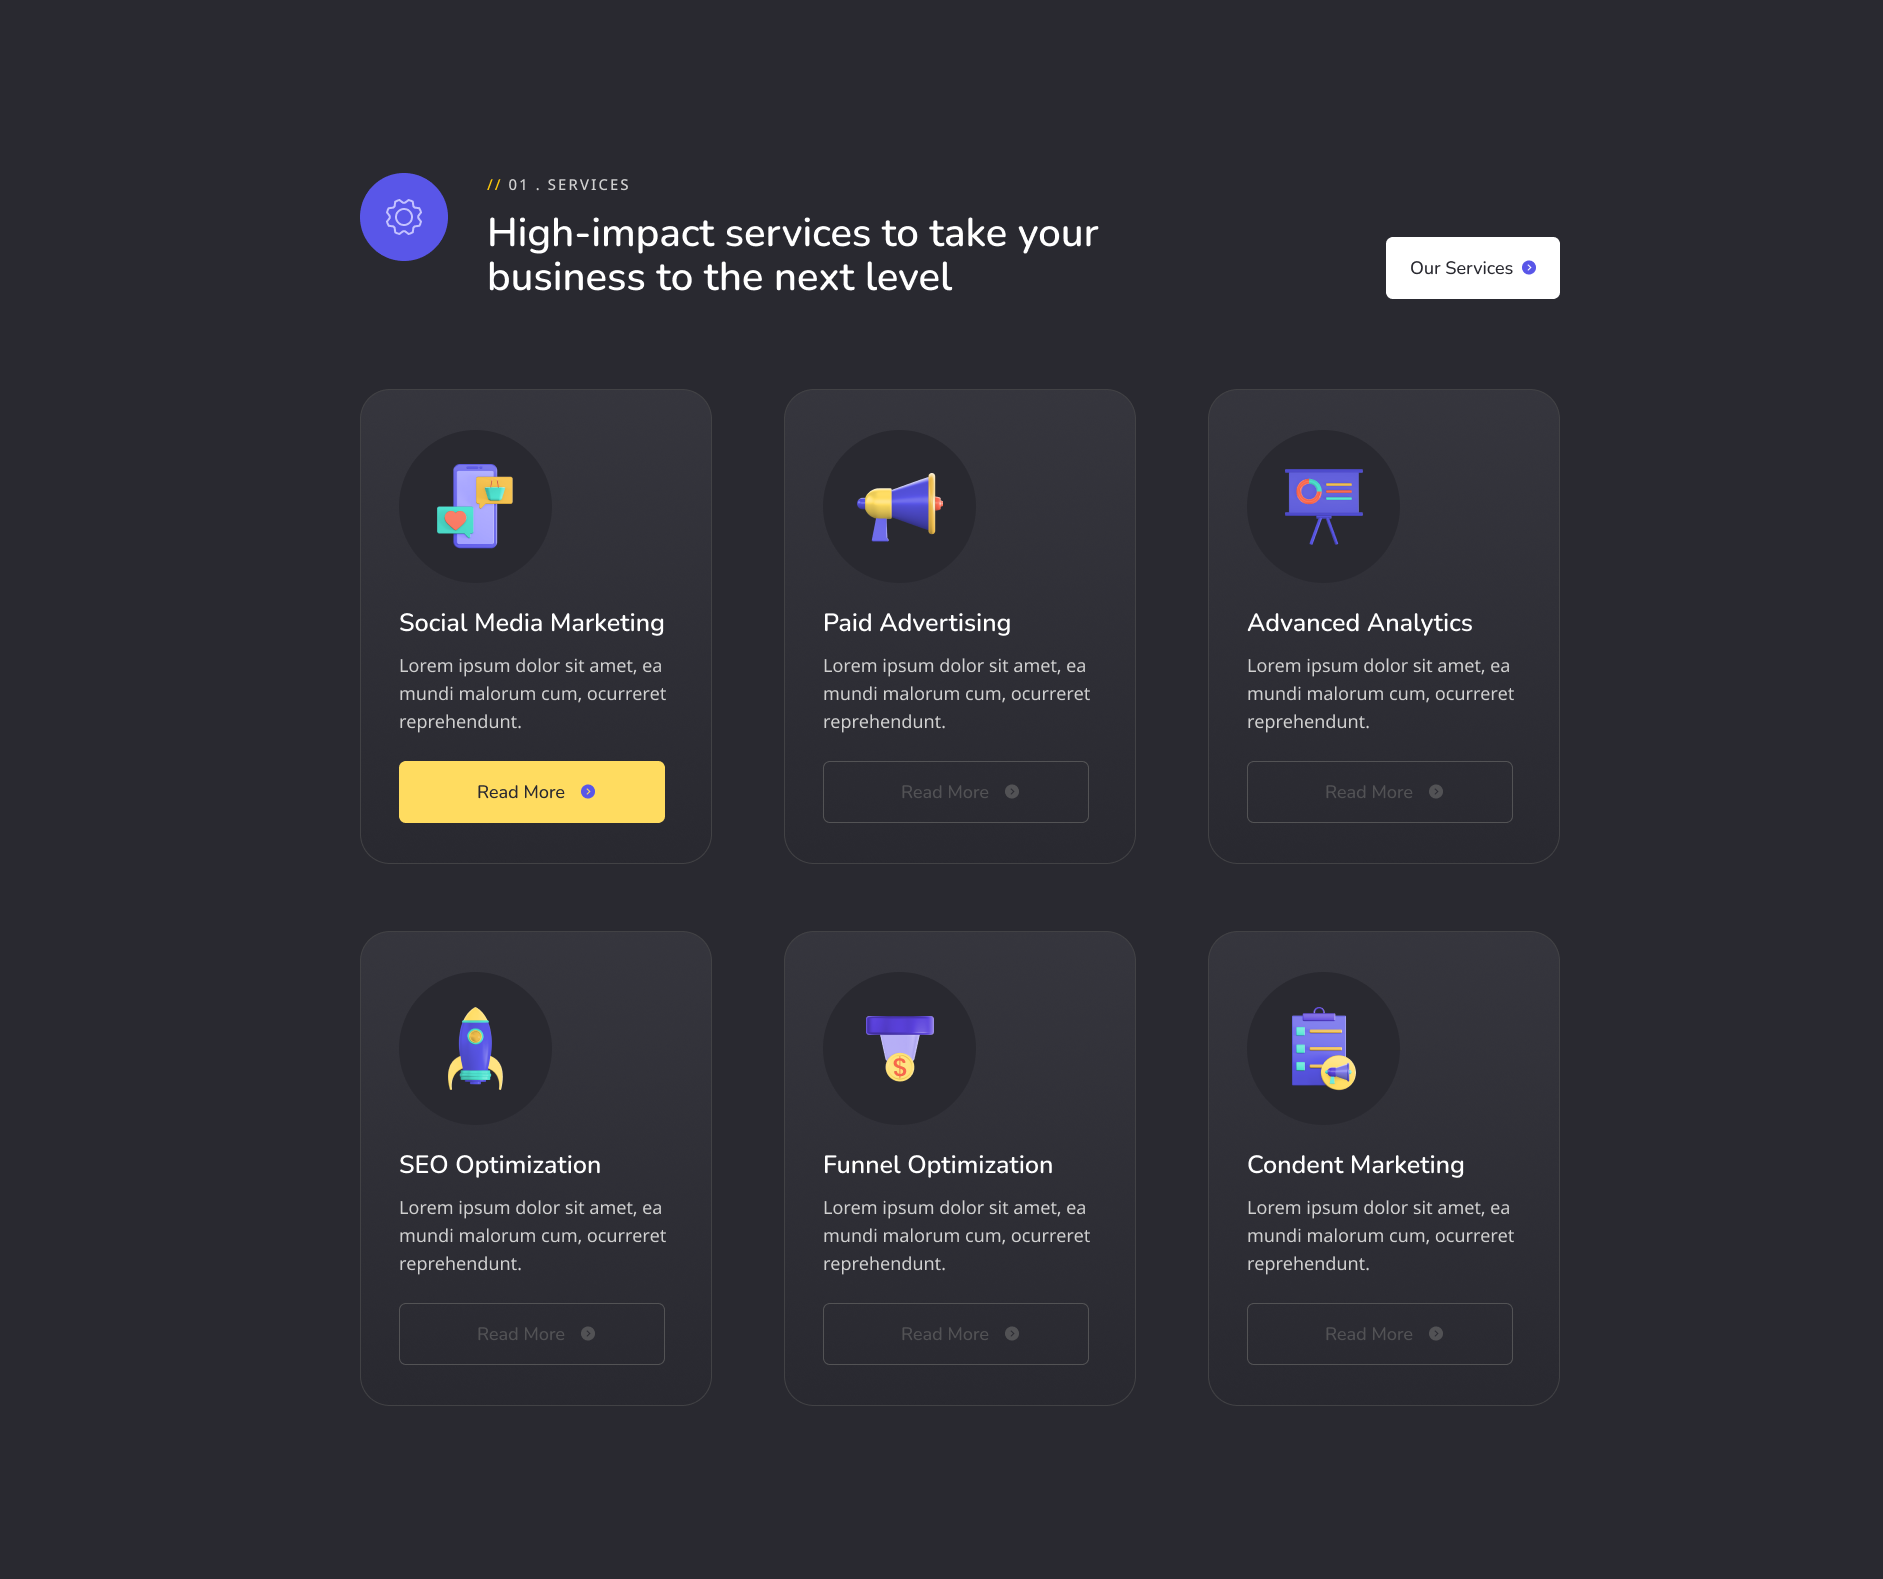 // 01 . SERVICES
High-impact services to take your
business to the next level
Our Services
Social Media Marketing
Lorem ipsum dolor sit amet, ea
mundi malorum cum, ocurreret
reprehendunt.
Read More
Paid Advertising
Lorem ipsum dolor sit amet, ea
mundi malorum cum, ocurreret
reprehendunt.
Read More
Advanced Analytics
Lorem ipsum dolor sit amet, ea
mundi malorum cum, ocurreret
reprehendunt.
Read More
SEO Optimization
Lorem ipsum dolor sit amet, ea
mundi malorum cum, ocurreret
reprehendunt.
Read More
$
Funnel Optimization
Lorem ipsum dolor sit amet, ea
mundi malorum cum, ocurreret
reprehendunt.
Read More
Condent Marketing
Lorem ipsum dolor sit amet, ea
mundi malorum cum, ocurreret
reprehendunt.
Read More